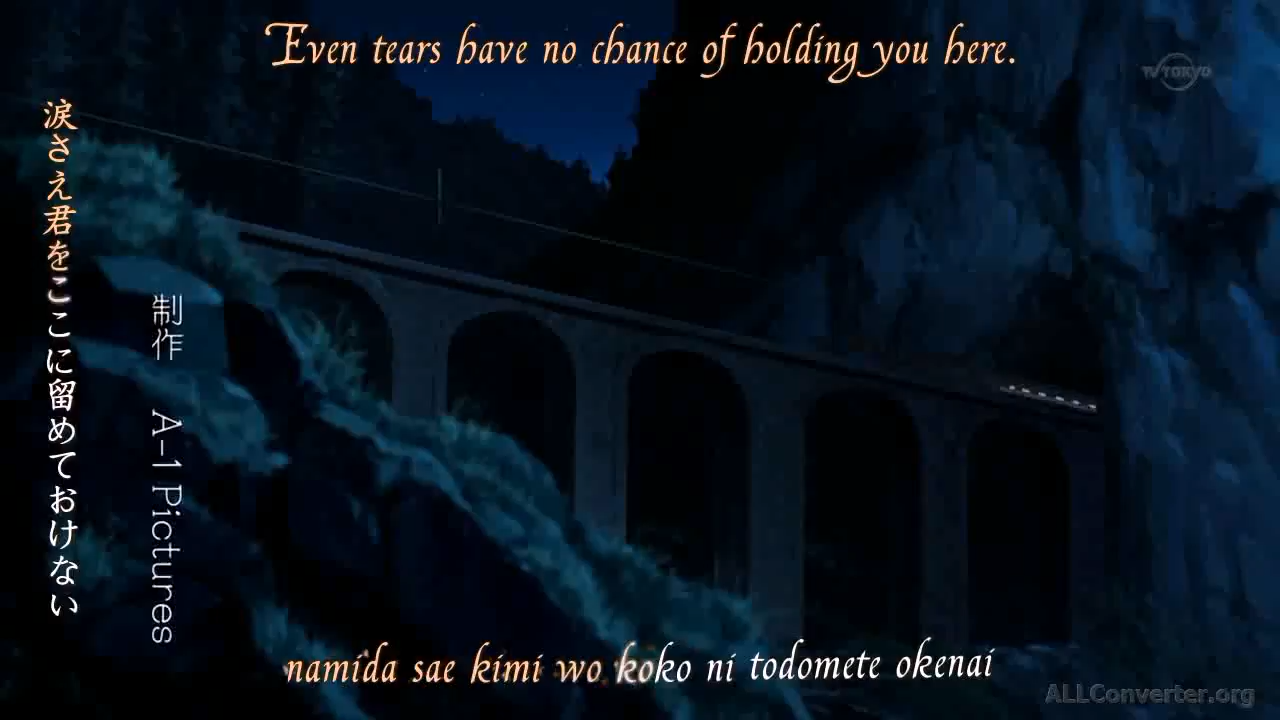 Even tears have no chance of holding you here.
TV TOKYO
涙さえ君をここに留めておけない
制作 A-1 Pictures
namida sae kimi wo koko ni todomete okenai
ALLConverter.org